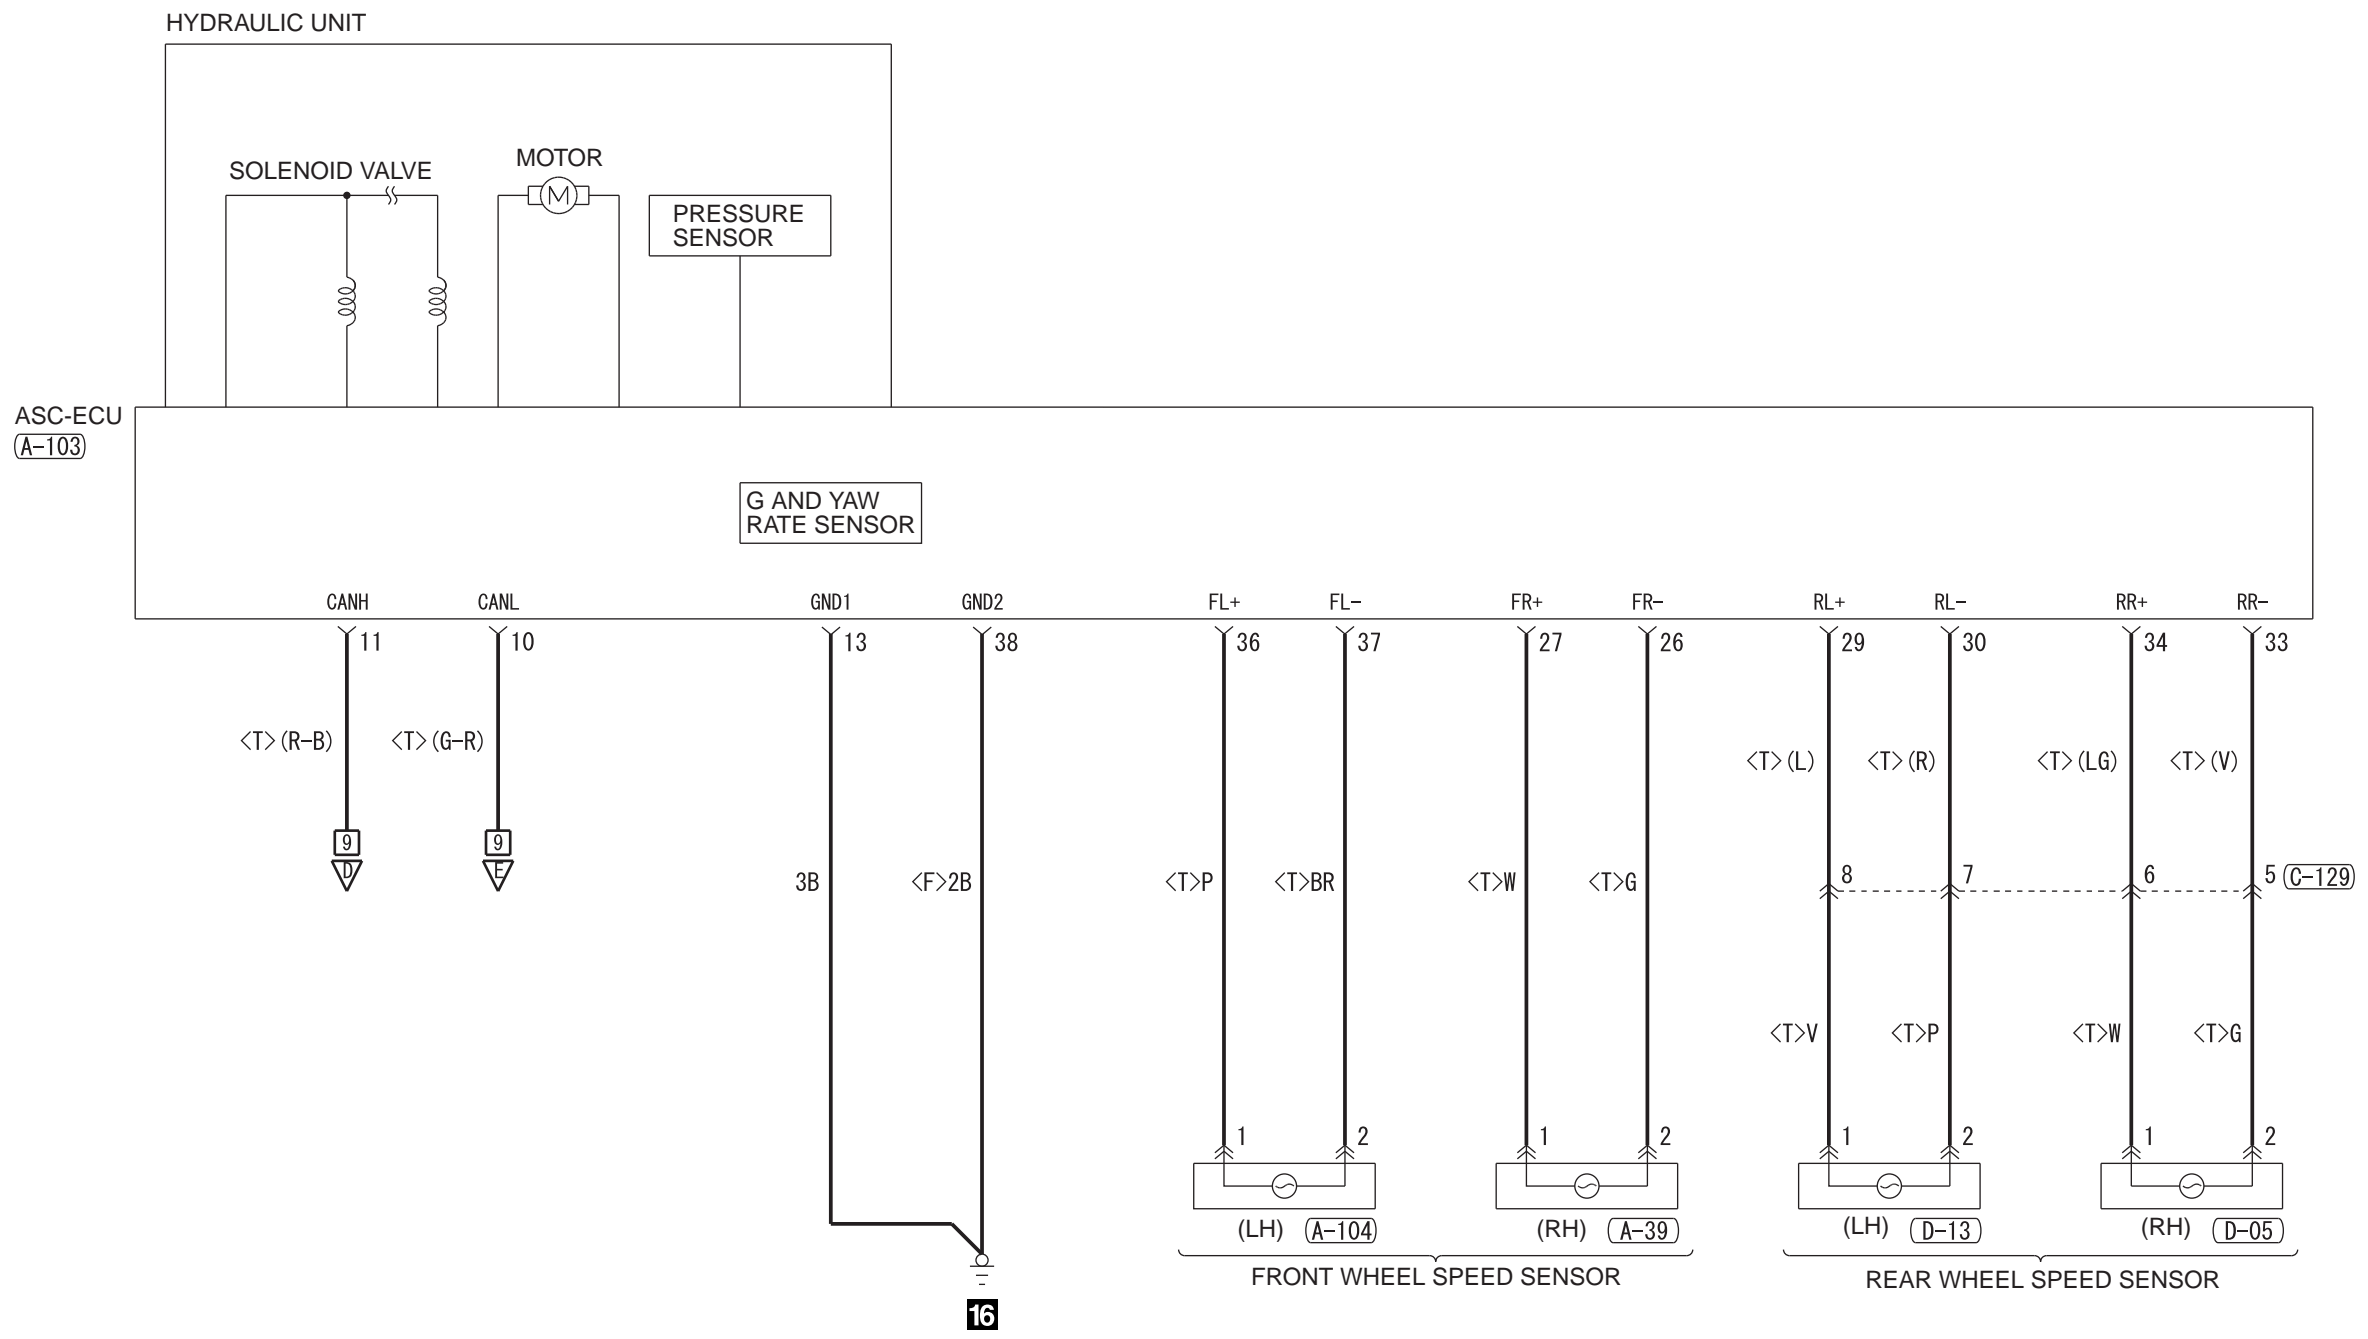 HYDRAULIC UNIT
SOLENOID VALVE
MOTOR
M
PRESSURE
SENSOR
ASC-ECU
A-103
G AND YAW
RATE SENSOR
CANH CANL GND1 GND2 FL+ FL- FR+ FR- RL+ RL- RR+ RR-
11 10 13 38 36 37 27 26 29 30 34 33
<T>(R-B) <T>(G-R)
<T>(L) <T>(R) <T>(LG) <T>(V)
9 9
D E
3B <F>2B <T>P <T>BR <T>W <T>G
8 7 6 5 C-129
<T>V <T>P <T>W <T>G
1 2 1 2 1 2 1 2
(LH) A-104 (RH) A-39 (LH) D-13 (RH) D-05
FRONT WHEEL SPEED SENSOR
REAR WHEEL SPEED SENSOR
16